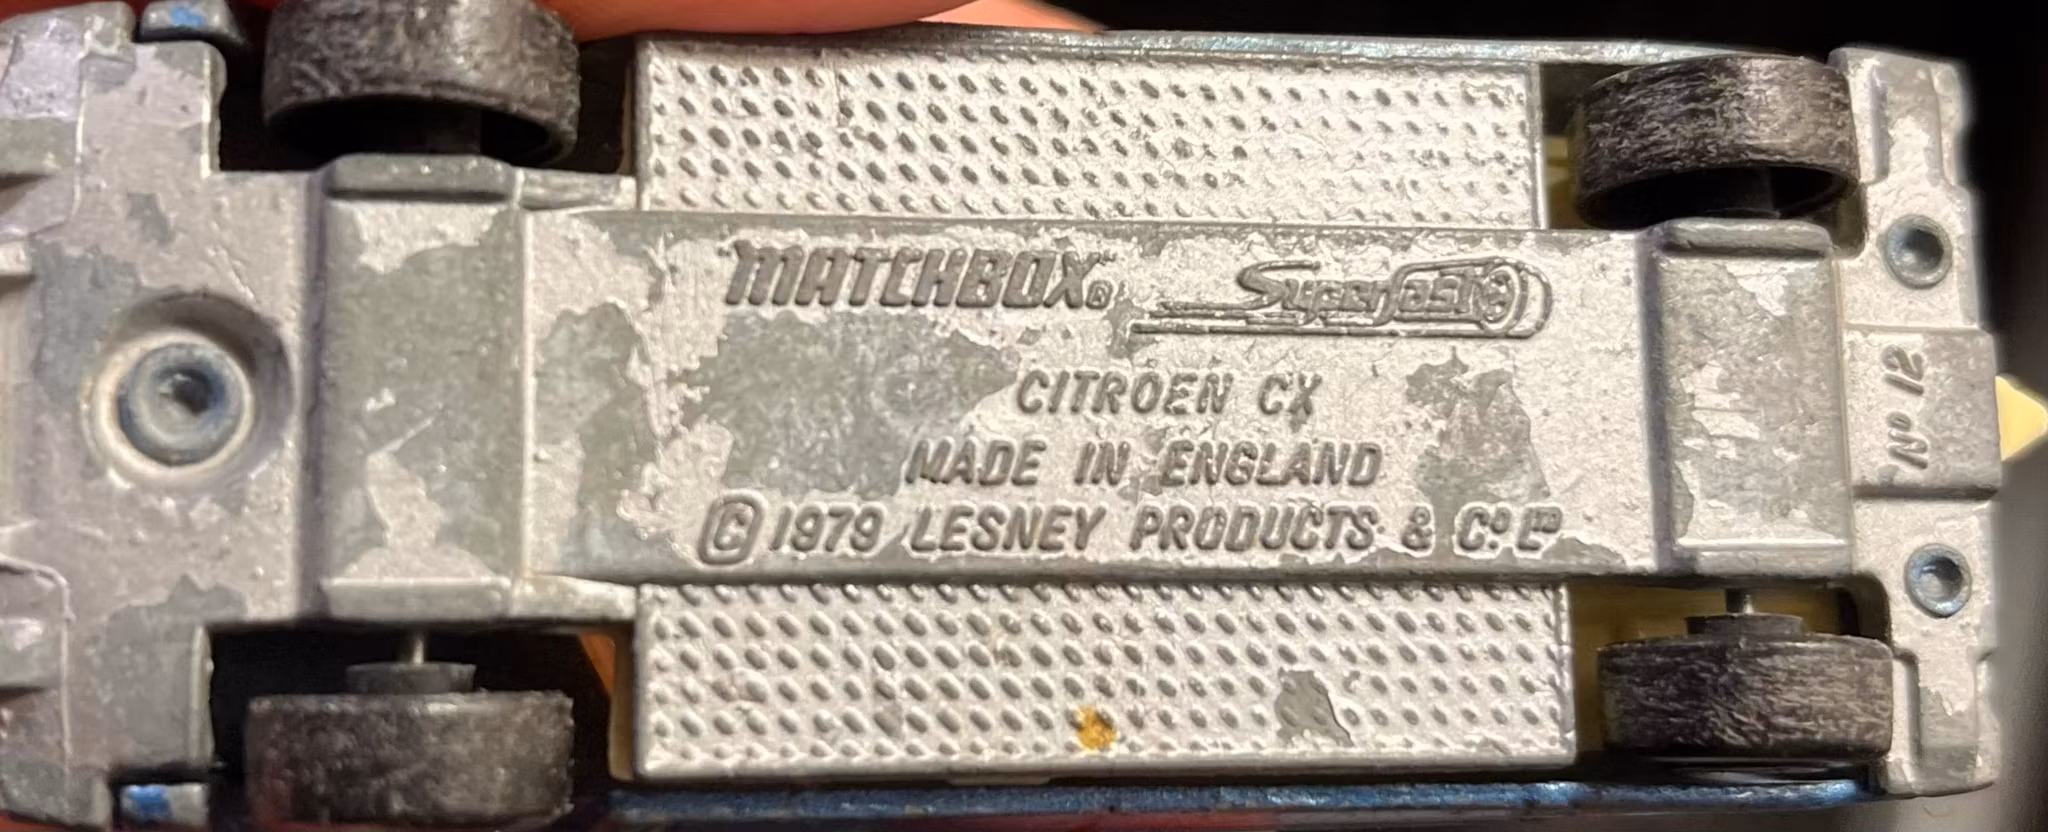 MATCHBOX® Superfast
CITROEN CX
MADE IN ENGLAND
© 1979 LESNEY PRODUCTS & Cº Lᵀᴰ
Nº 12